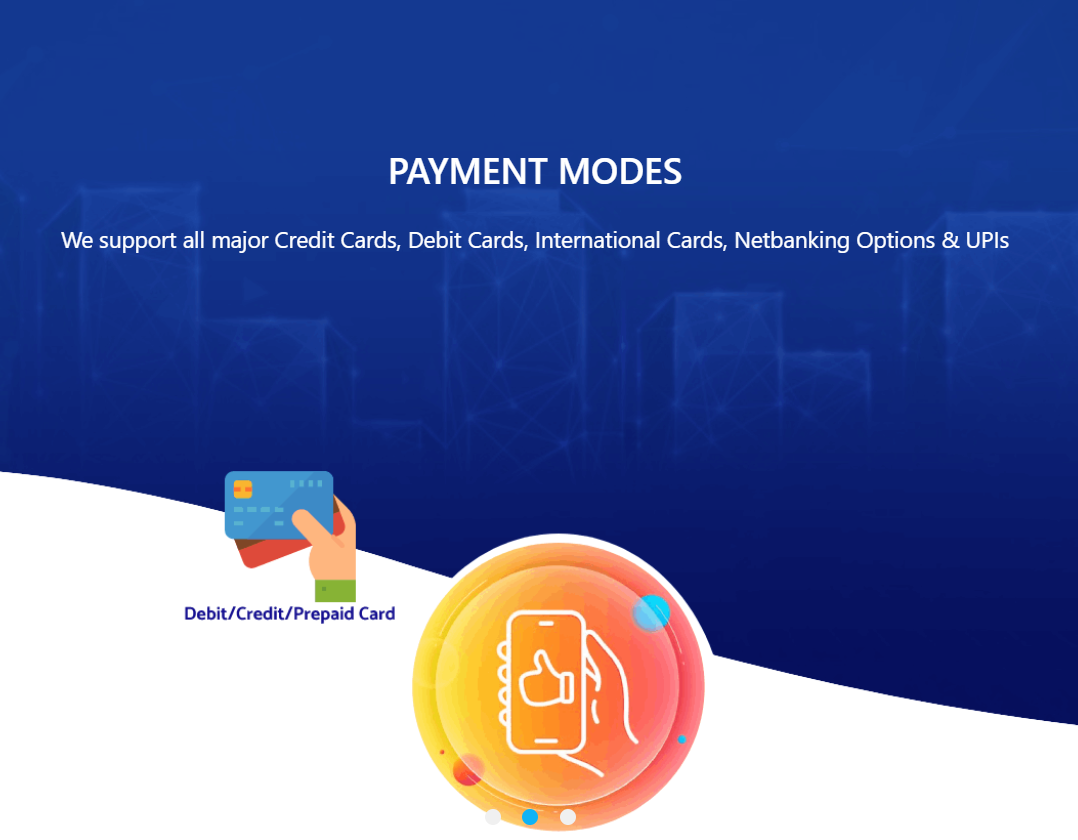 PAYMENT MODES
We support all major Credit Cards, Debit Cards, International Cards, Netbanking Options & UPIs
Debit/Credit/Prepaid Card